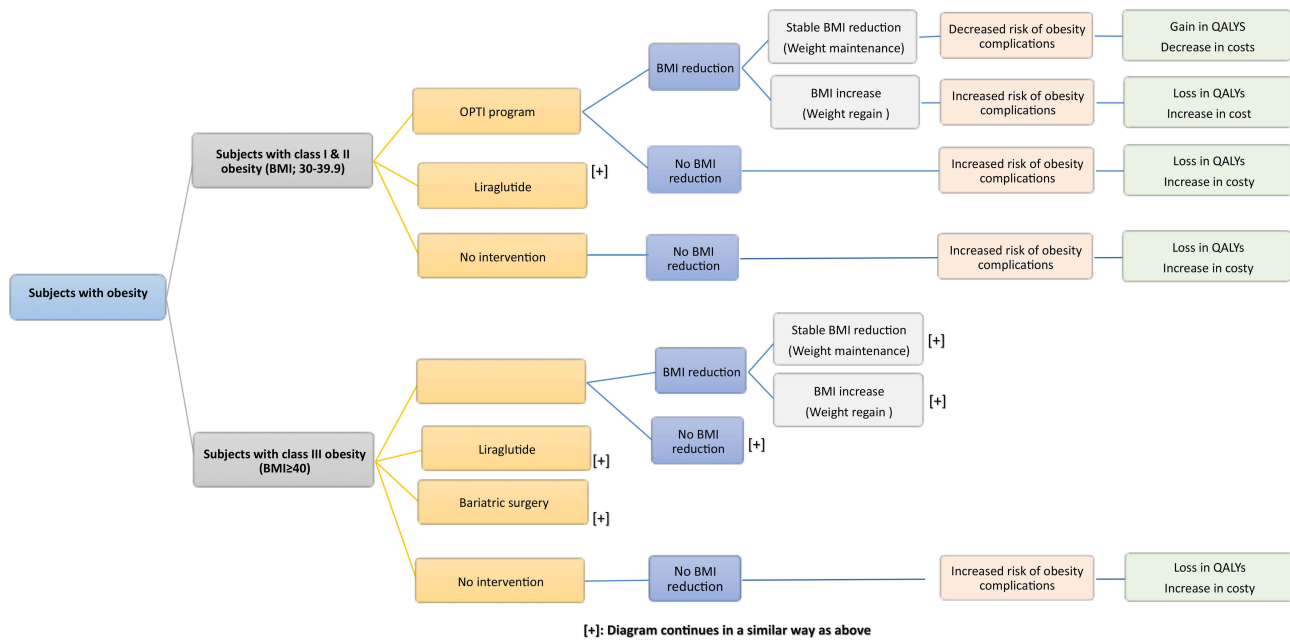 Subjects with obesity
Subjects with class I & II
obesity (BMI; 30-39.9)
OPTI program
BMI reduction
Stable BMI reduction
(Weight maintenance)
Decreased risk of obesity
complications
Gain in QALYS
Decrease in costs
BMI increase
(Weight regain )
Increased risk of obesity
complications
Loss in QALYs
Increase in cost
No BMI
reduction
Increased risk of obesity
complications
Loss in QALYs
Increase in costy
Liraglutide
[+]
No intervention
No BMI
reduction
Increased risk of obesity
complications
Loss in QALYs
Increase in costy
Subjects with class III obesity
(BMI≥40)
BMI reduction
Stable BMI reduction
(Weight maintenance)
[+]
BMI increase
(Weight regain )
[+]
No BMI
reduction
[+]
Liraglutide
[+]
Bariatric surgery
[+]
No intervention
No BMI
reduction
Increased risk of obesity
complications
Loss in QALYs
Increase in costy
[+]: Diagram continues in a similar way as above